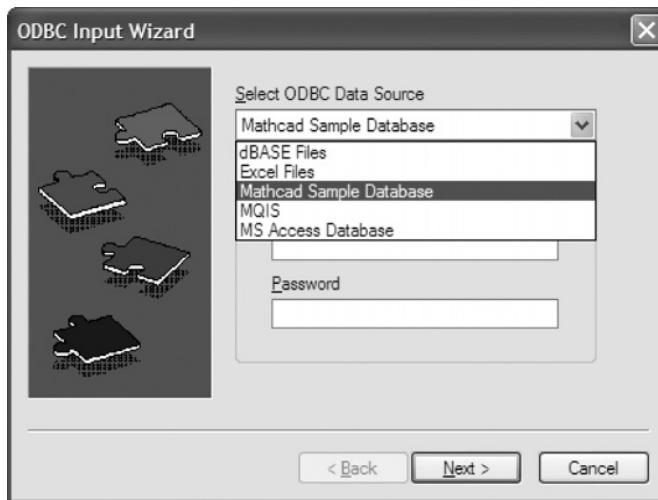 ODBC Input Wizard
Select ODBC Data Source
Mathcad Sample Database
dBASE Files
Excel Files
Mathcad Sample Database
MQIS
MS Access Database
Password
< Back
Next >
Cancel